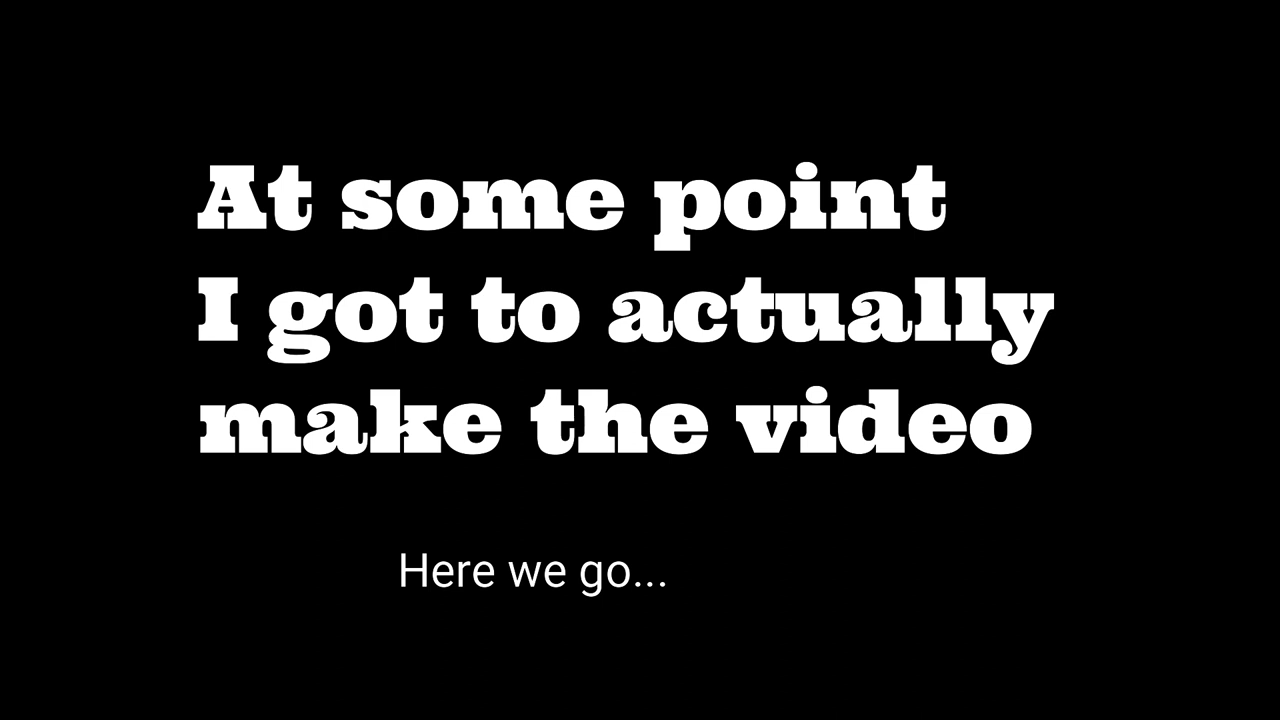 At some point
I got to actually
make the video
Here we go...